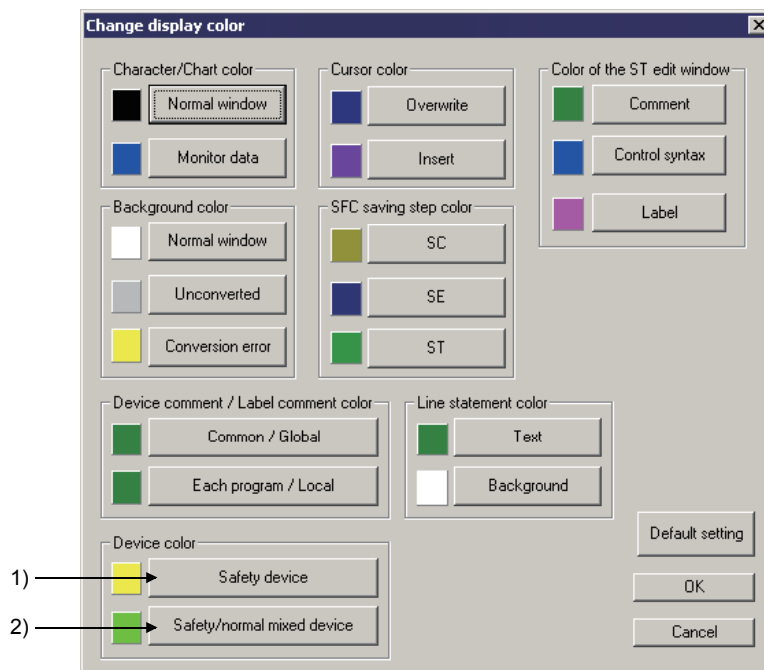 Change display color
Character/Chart color
Normal window
Monitor data
Cursor color
Overwrite
Insert
Color of the ST edit window
Comment
Control syntax
Label
Background color
Normal window
Unconverted
Conversion error
SFC saving step color
SC
SE
ST
Device comment / Label comment color
Common / Global
Each program / Local
Line statement color
Text
Background
Device color
1) Safety device
2) Safety/normal mixed device
Default setting
OK
Cancel